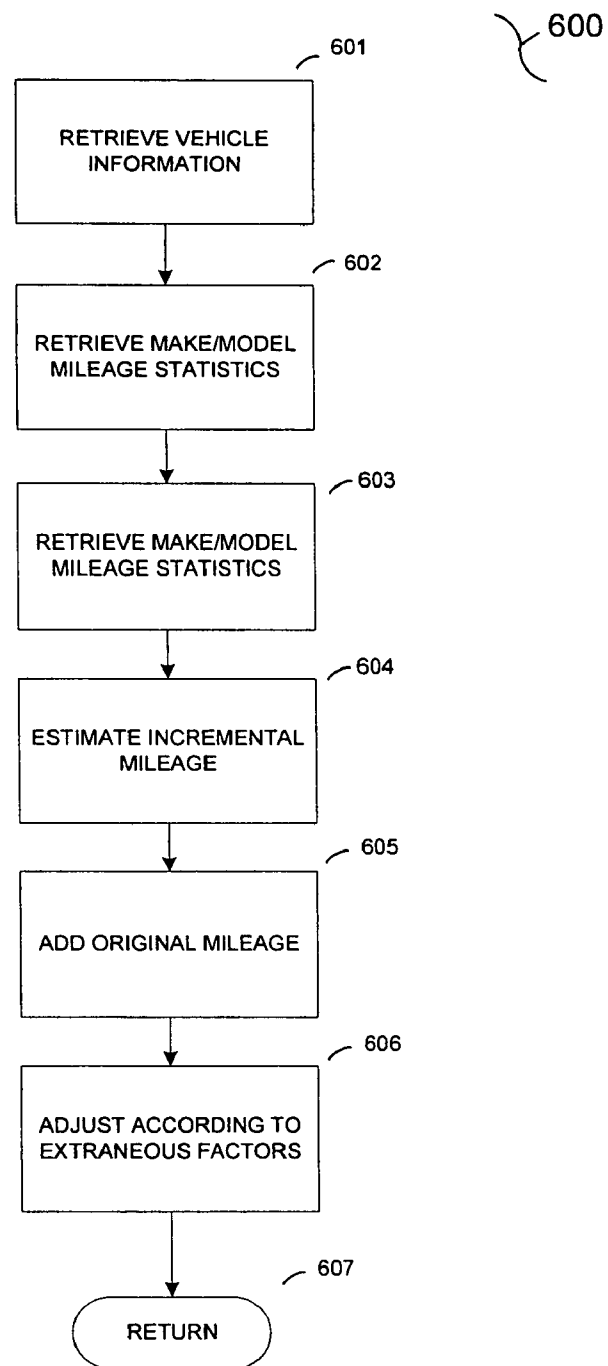 600
601
RETRIEVE VEHICLE
INFORMATION
602
RETRIEVE MAKE/MODEL
MILEAGE STATISTICS
603
RETRIEVE MAKE/MODEL
MILEAGE STATISTICS
604
ESTIMATE INCREMENTAL
MILEAGE
605
ADD ORIGINAL MILEAGE
606
ADJUST ACCORDING TO
EXTRANEOUS FACTORS
607
RETURN